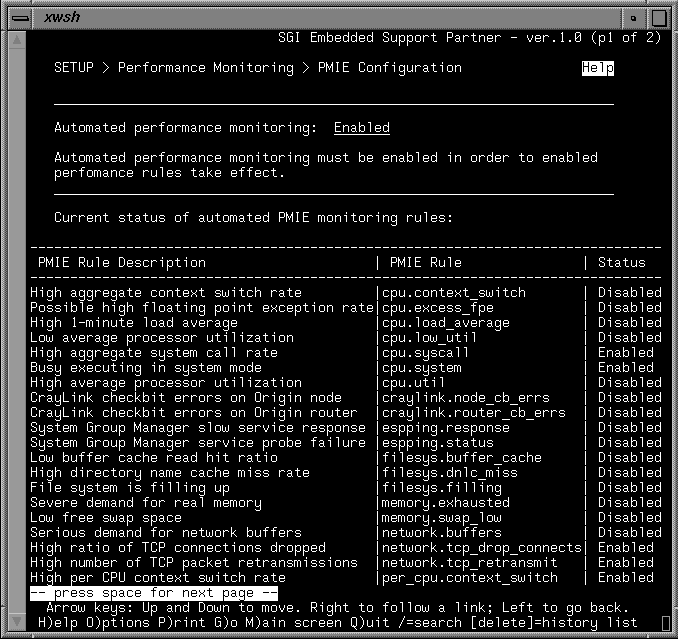 xwsh
SGI Embedded Support Partner - ver.1.0 (p1 of 2)
SETUP > Performance Monitoring > PMIE Configuration Help
Automated performance monitoring: Enabled
Automated performance monitoring must be enabled in order to enabled
perfomance rules take effect.
Current status of automated PMIE monitoring rules:
--------------------------------------------------------------------------------
PMIE Rule Description | PMIE Rule | Status
--------------------------------------------------------------------------------
High aggregate context switch rate |cpu.context_switch | Disabled
Possible high floating point exception rate|cpu.excess_fpe | Disabled
High 1-minute load average |cpu.load_average | Disabled
Low average processor utilization |cpu.low_util | Disabled
High aggregate system call rate |cpu.syscall | Enabled
Busy executing in system mode |cpu.system | Enabled
High average processor utilization |cpu.util | Disabled
CrayLink checkbit errors on Origin node |craylink.node_cb_errs | Disabled
CrayLink checkbit errors on Origin router |craylink.router_cb_errs | Disabled
System Group Manager slow service response |espping.response | Disabled
System Group Manager service probe failure |espping.status | Disabled
Low buffer cache read hit ratio |filesys.buffer_cache | Disabled
High directory name cache miss rate |filesys.dnlc_miss | Disabled
File system is filling up |filesys.filling | Disabled
Severe demand for real memory |memory.exhausted | Disabled
Low free swap space |memory.swap_low | Disabled
Serious demand for network buffers |network.buffers | Disabled
High ratio of TCP connections dropped |network.tcp_drop_connects| Enabled
High number of TCP packet retransmissions |network.tcp_retransmit | Enabled
High per CPU context switch rate |per_cpu.context_switch | Enabled
-- press space for next page --
Arrow keys: Up and Down to move. Right to follow a link; Left to go back.
H)elp O)ptions P)rint G)o M)ain screen Q)uit /=search [delete]=history list